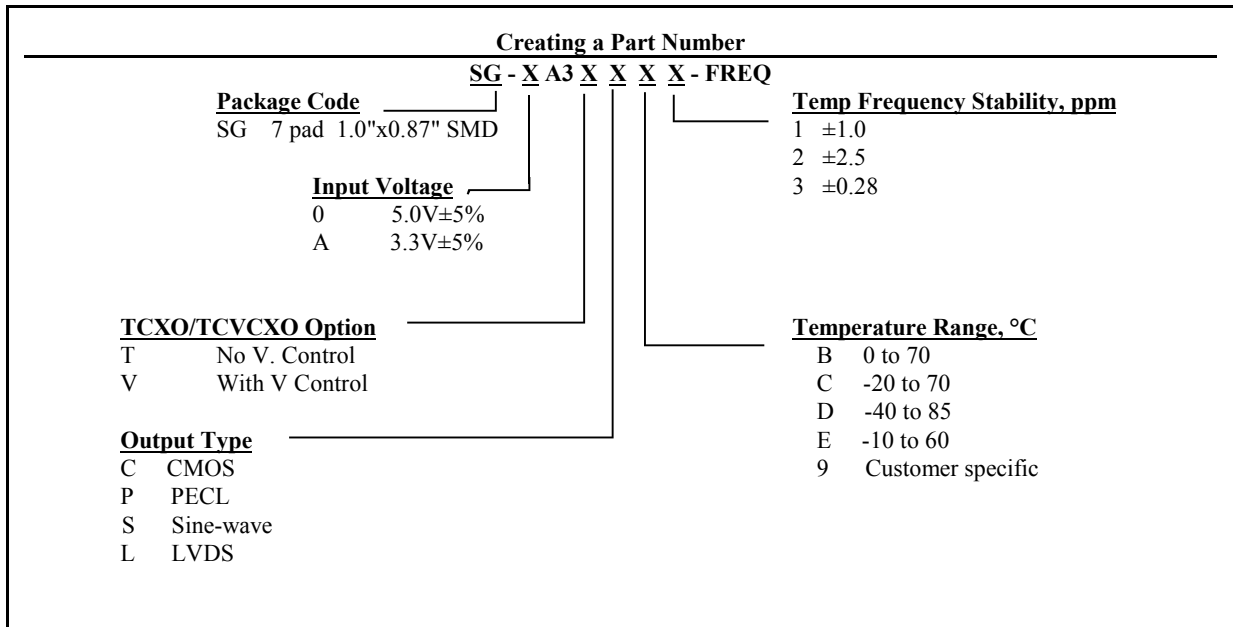 Creating a Part Number
SG - X A3 X X X X - FREQ
Package Code
SG 7 pad 1.0"x0.87" SMD
Input Voltage
0 5.0V±5%
A 3.3V±5%
TCXO/TCVCXO Option
T No V. Control
V With V Control
Output Type
C CMOS
P PECL
S Sine-wave
L LVDS
Temp Frequency Stability, ppm
1 ±1.0
2 ±2.5
3 ±0.28
Temperature Range, °C
B 0 to 70
C -20 to 70
D -40 to 85
E -10 to 60
9 Customer specific